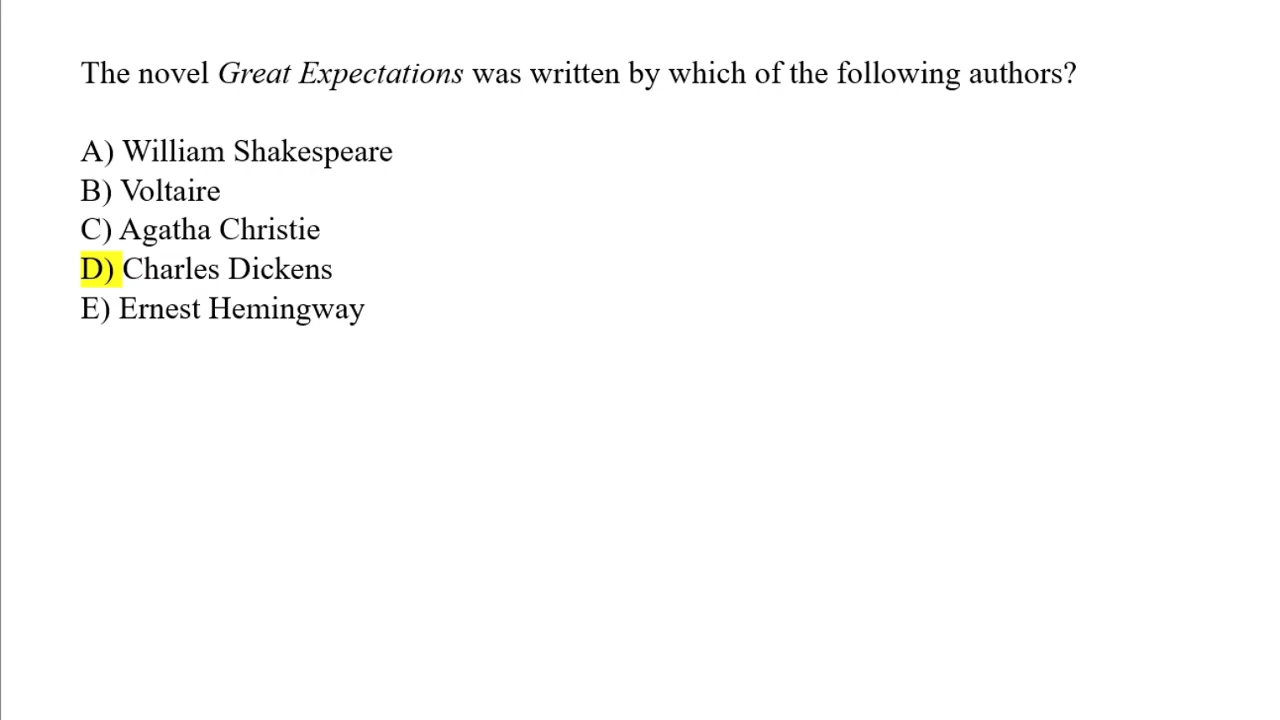 The novel Great Expectations was written by which of the following authors?
A) William Shakespeare
B) Voltaire
C) Agatha Christie
D) Charles Dickens
E) Ernest Hemingway